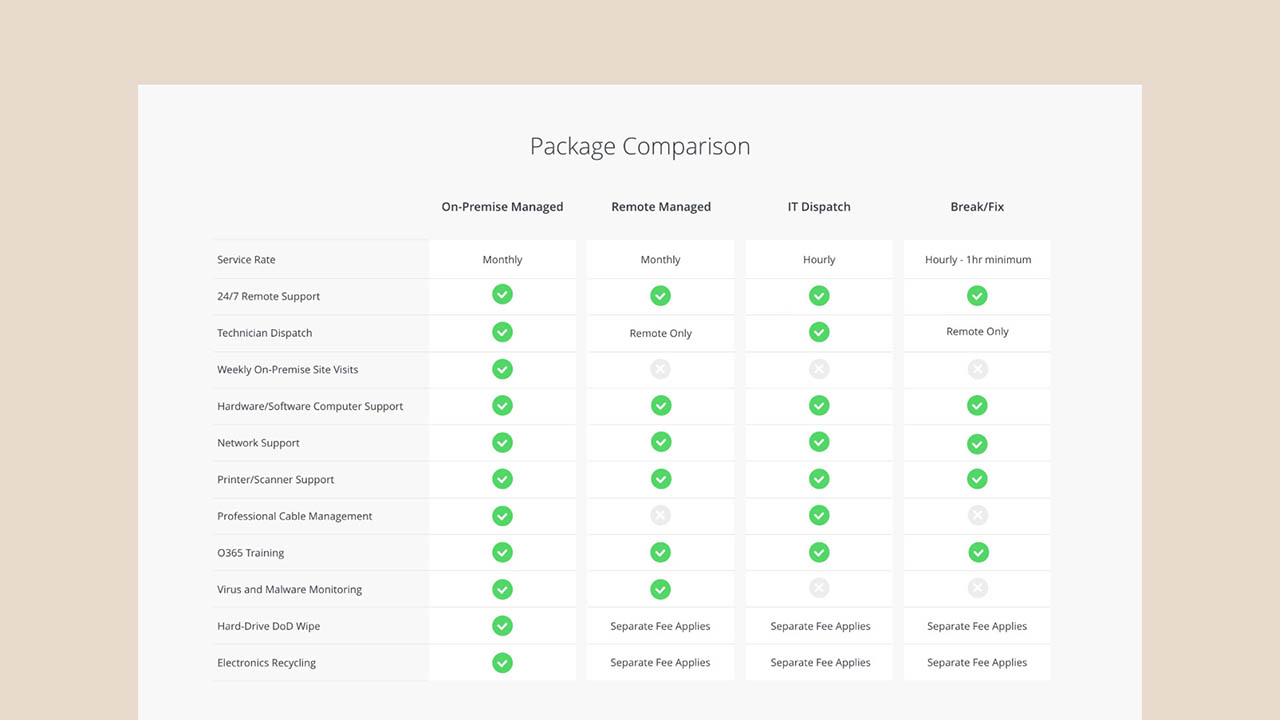 Package Comparison
On-Premise Managed Remote Managed IT Dispatch Break/Fix
Service Rate Monthly Monthly Hourly Hourly - 1hr minimum
24/7 Remote Support
Technician Dispatch Remote Only Remote Only
Weekly On-Premise Site Visits
Hardware/Software Computer Support
Network Support
Printer/Scanner Support
Professional Cable Management
O365 Training
Virus and Malware Monitoring
Hard-Drive DoD Wipe Separate Fee Applies Separate Fee Applies Separate Fee Applies
Electronics Recycling Separate Fee Applies Separate Fee Applies Separate Fee Applies